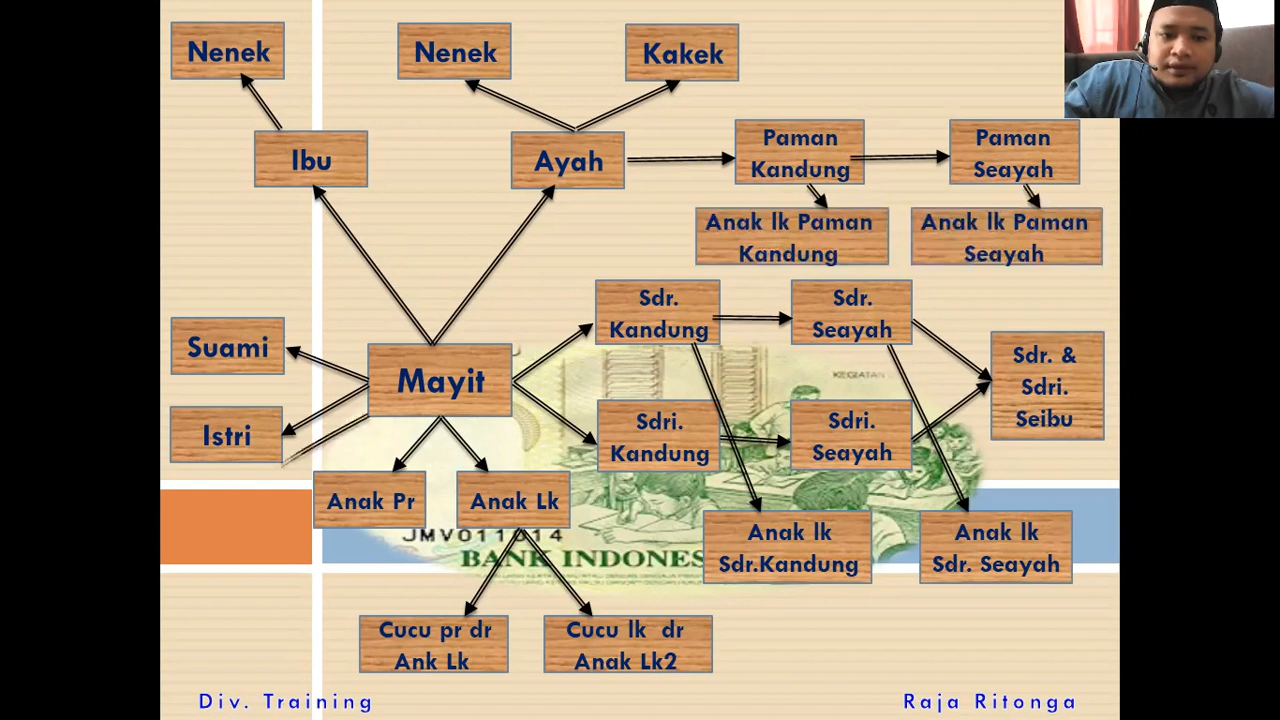 Nenek
Nenek
Kakek
Ibu
Ayah
Paman
Kandung
Paman
Seayah
Anak lk Paman
Kandung
Anak lk Paman
Seayah
Suami
Mayit
Istri
Sdr.
Kandung
Sdr.
Seayah
Sdr. &
Sdri.
Seibu
KEGIATAN
Sdri.
Kandung
Sdri.
Seayah
Anak Pr
Anak Lk
JMV011014
BANK INDONES
Anak lk
Sdr.Kandung
Anak lk
Sdr. Seayah
Cucu pr dr
Ank Lk
Cucu lk dr
Anak Lk2
Div. Training
Raja Ritonga